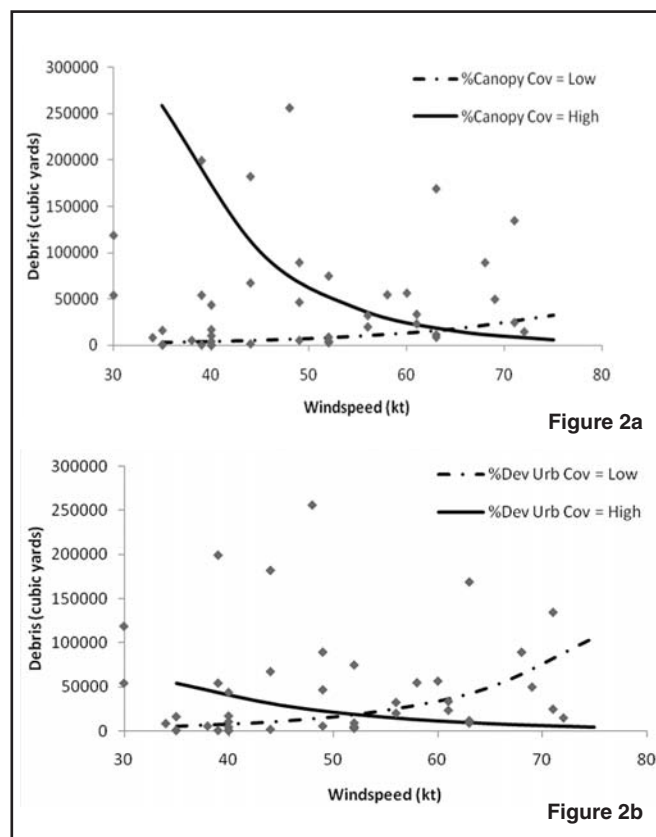 300000
250000
200000
150000
100000
50000
0
Debris (cubic yards)
%Canopy Cov = Low
%Canopy Cov = High
30 40 50 60 70 80
Windspeed (kt)
Figure 2a
300000
250000
200000
150000
100000
50000
0
Debris (cubic yards)
%Dev Urb Cov = Low
%Dev Urb Cov = High
30 40 50 60 70 80
Windspeed (kt)
Figure 2b